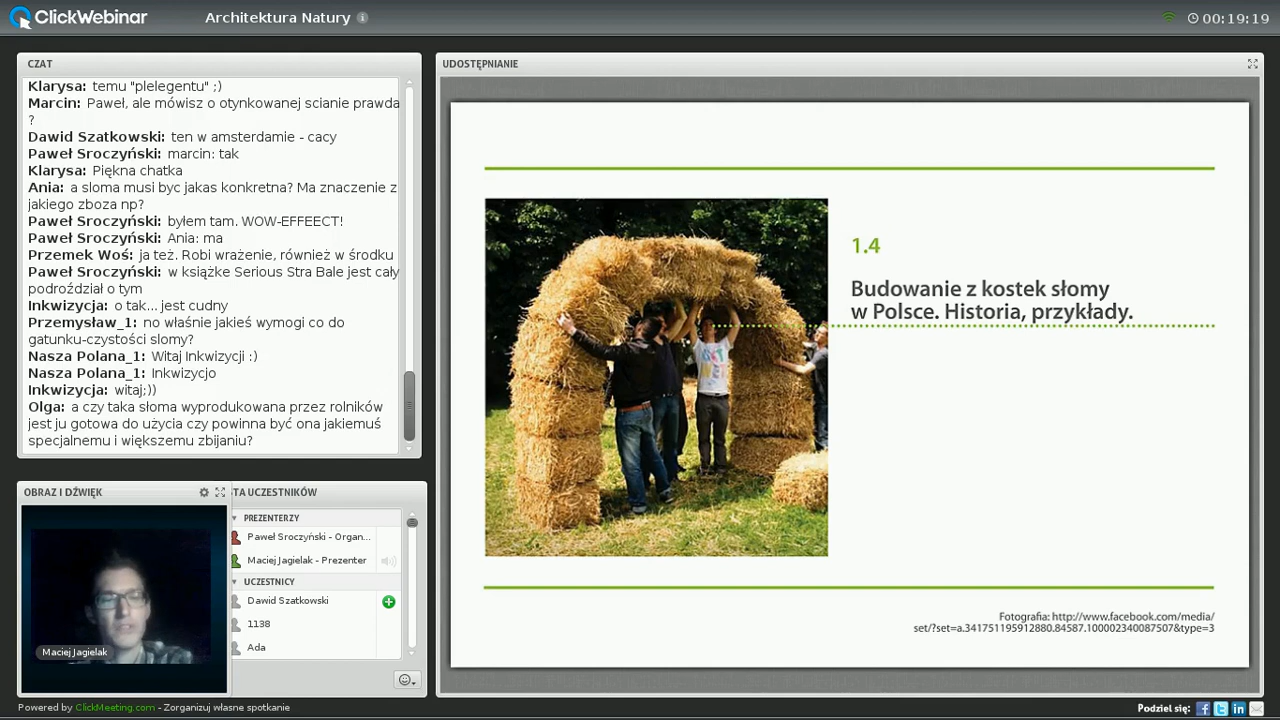 ClickWebinar
Architektura Natury
00:19:19
CZAT
Klarysa: temu "plelegentu" ;)
Marcin: Paweł, ale mówisz o otynkowanej scianie prawda
?
Dawid Szatkowski: ten w amsterdamie - cacy
Paweł Sroczyński: marcin: tak
Klarysa: Piękna chatka
Ania: a sloma musi byc jakas konkretna? Ma znaczenie z
jakiego zboza np?
Paweł Sroczyński: byłem tam. WOW-EFFEECT!
Paweł Sroczyński: Ania: ma
Przemek Woś: ja też. Robi wrażenie, również w środku
Paweł Sroczyński: w książke Serious Stra Bale jest cały
podroździał o tym
Inkwizycja: o tak... jest cudny
Przemysław_1: no właśnie jakieś wymogi co do
gatunku-czystości slomy?
Nasza Polana_1: Witaj Inkwizycji :)
Nasza Polana_1: Inkwizycjo
Inkwizycja: witaj;))
Olga: a czy taka słoma wyprodukowana przez rolników
jest ju gotowa do użycia czy powinna być ona jakiemuś
specjalnemu i większemu zbijaniu?
OBRAZ I DŹWIĘK
Maciej Jagielak
TA UCZESTNIKÓW
PREZENTERZY
Paweł Sroczyński - Organ...
Maciej Jagielak - Prezenter
UCZESTNICY
Dawid Szatkowski
1138
Ada
UDOSTĘPNIANIE
1.4
Budowanie z kostek słomy
w Polsce. Historia, przykłady.
Fotografia: http://www.facebook.com/media/
set/?set=a.341751195912880.84587.100002340087507&type=3
Powered by ClickMeeting.com - Zorganizuj własne spotkanie
Podziel się: